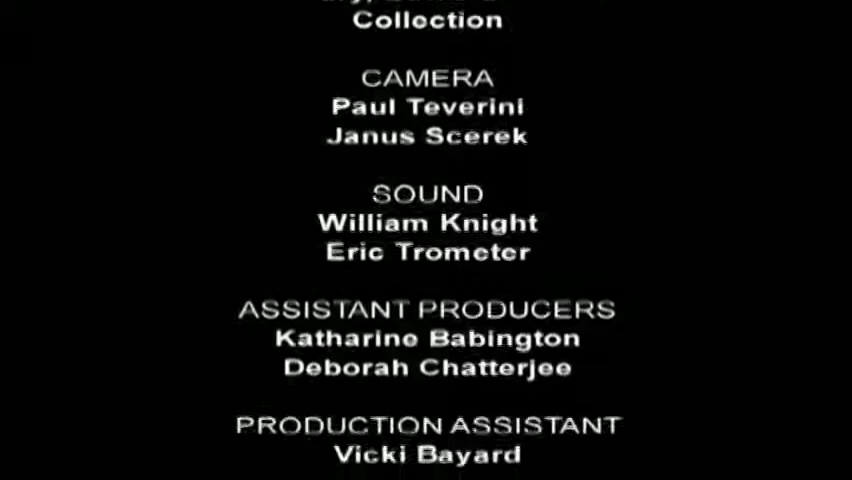 Collection
CAMERA
Paul Teverini
Janus Scerek
SOUND
William Knight
Eric Trometer
ASSISTANT PRODUCERS
Katharine Babington
Deborah Chatterjee
PRODUCTION ASSISTANT
Vicki Bayard